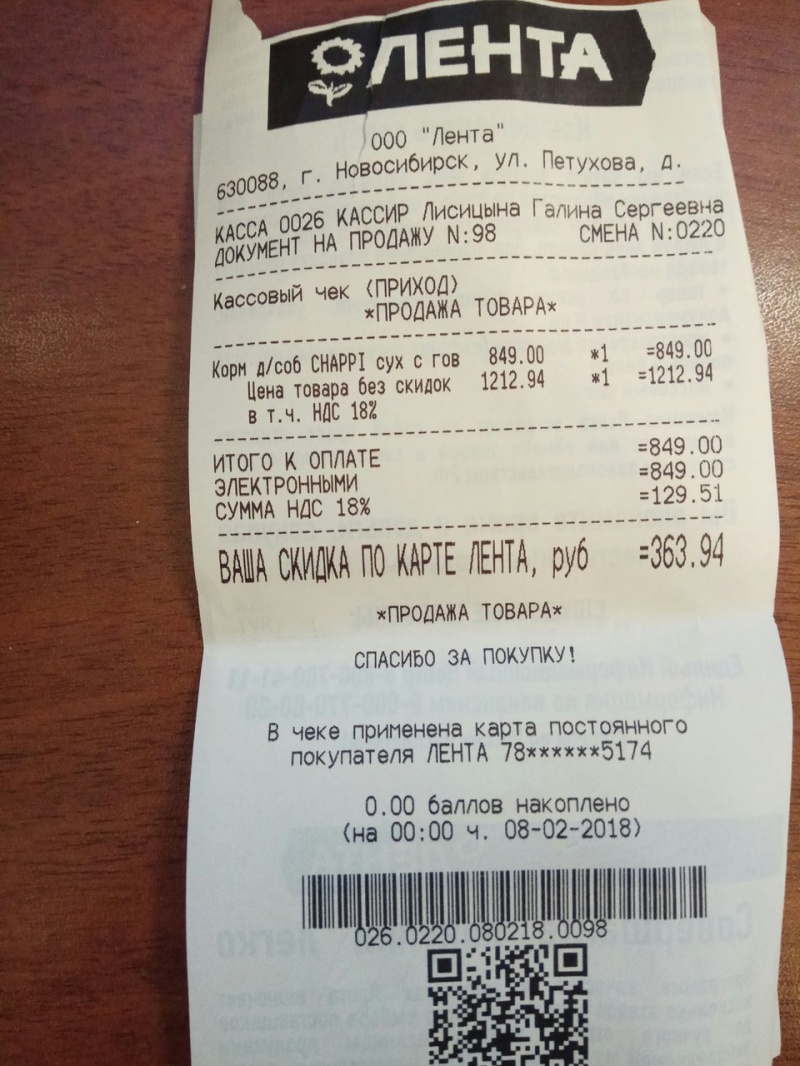 ЛЕНТА
ООО "Лента"
630088, г. Новосибирск, ул. Петухова, д.
КАССА 0026 КАССИР Лисицына Галина Сергеевна
ДОКУМЕНТ НА ПРОДАЖУ N:98 СМЕНА N:0220
Кассовый чек (ПРИХОД)
*ПРОДАЖА ТОВАРА*
Корм д/соб CHAPPI сух с гов 849.00 *1 =849.00
Цена товара без скидок 1212.94 *1 =1212.94
в т.ч. НДС 18%
ИТОГО К ОПЛАТЕ =849.00
ЭЛЕКТРОННЫМИ =849.00
СУММА НДС 18% =129.51
ВАША СКИДКА ПО КАРТЕ ЛЕНТА, руб =363.94
*ПРОДАЖА ТОВАРА*
СПАСИБО ЗА ПОКУПКУ!
В чеке применена карта постоянного
покупателя ЛЕНТА 78******5174
0.00 баллов накоплено
(на 00:00 ч. 08-02-2018)
026.0220.080218.0098